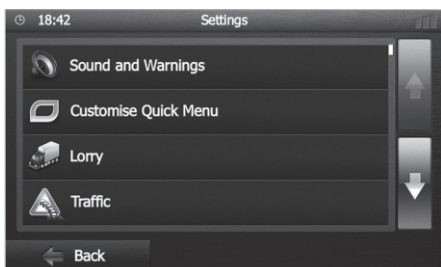 18:42 Settings
Sound and Warnings
Customise Quick Menu
Lorry
Traffic
Back